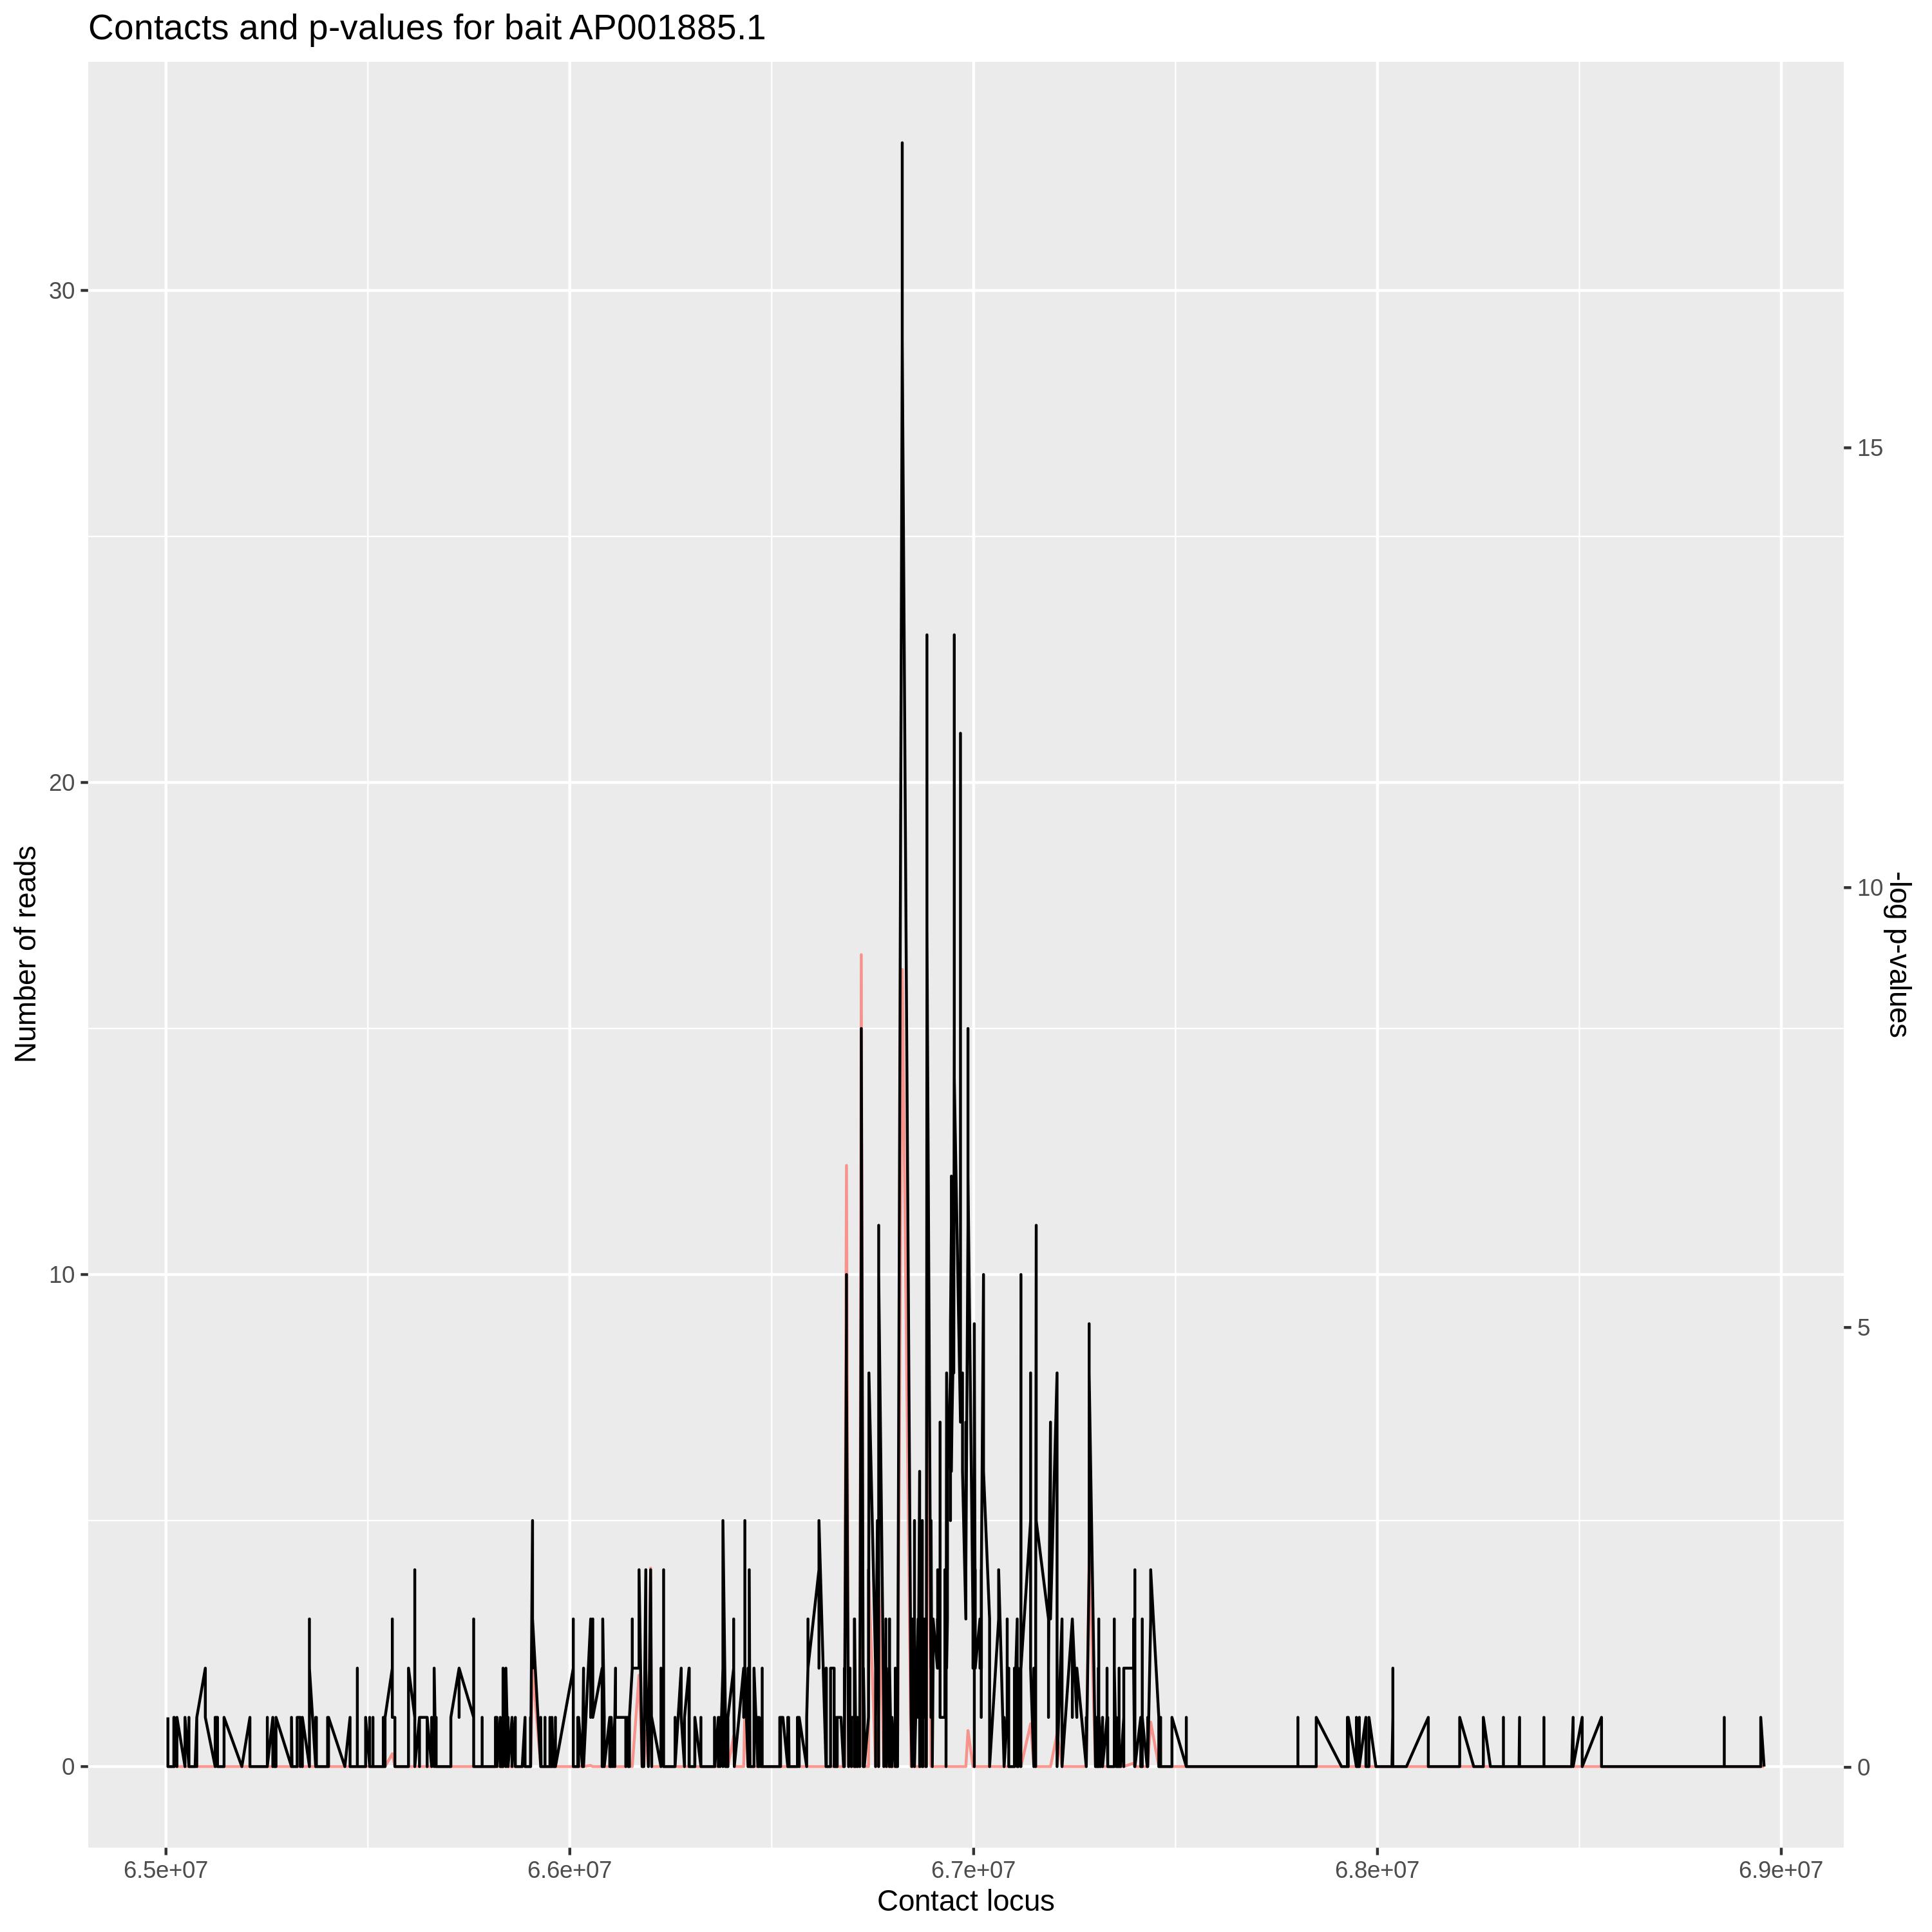 Contacts and p-values for bait AP001885.1
30
20
10
0
Number of reads
15
10
5
0
-log p-values
6.5e+07 6.6e+07 6.7e+07 6.8e+07 6.9e+07
Contact locus